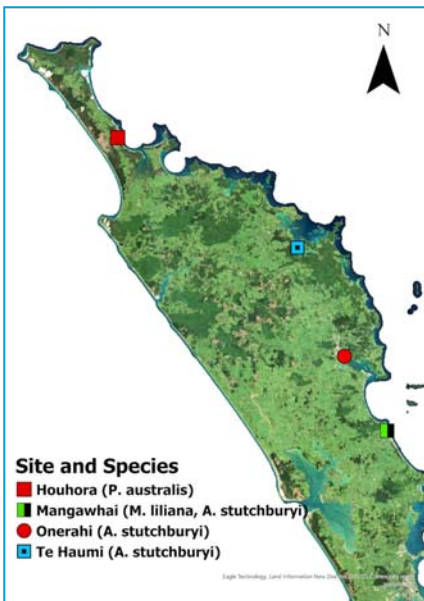 N
Site and Species
Houhora (P. australis)
Mangawhai (M. liliana, A. stutchburyi)
Onerahi (A. stutchburyi)
Te Haumi (A. stutchburyi)
Eagle Technology, Land Information New Zealand,